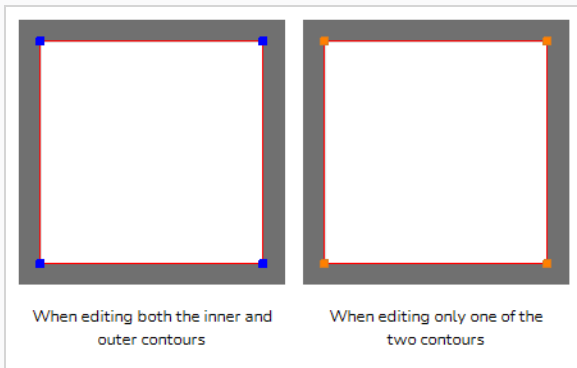 When editing both the inner and
outer contours
When editing only one of the
two contours